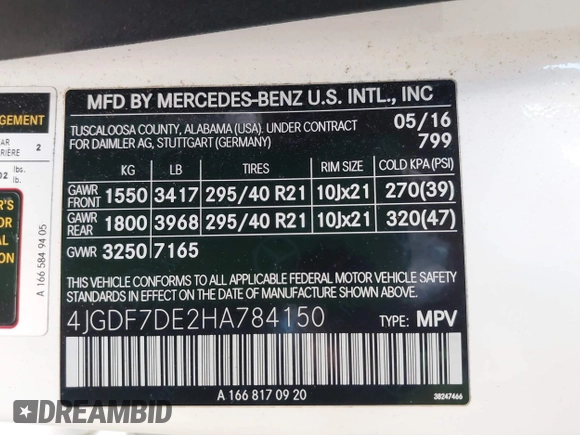 MFD BY MERCEDES-BENZ U.S. INTL., INC
TUSCALOOSA COUNTY, ALABAMA (USA). UNDER CONTRACT
FOR DAIMLER AG, STUTTGART (GERMANY)
05/16
799
KG LB TIRES RIM SIZE COLD KPA (PSI)
GAWR FRONT 1550 3417 295/40 R21 10Jx21 270(39)
GAWR REAR 1800 3968 295/40 R21 10Jx21 320(47)
GVWR 3250 7165
THIS VEHICLE CONFORMS TO ALL APPLICABLE FEDERAL MOTOR VEHICLE SAFETY
STANDARDS IN EFFECT ON THE DATE OF MANUFACTURE SHOWN ABOVE.
4JGDF7DE2HA784150 TYPE: MPV
A 166 817 09 20
38247466
2
lbs.
lb.
A 166 584 94 05
DREAMBID